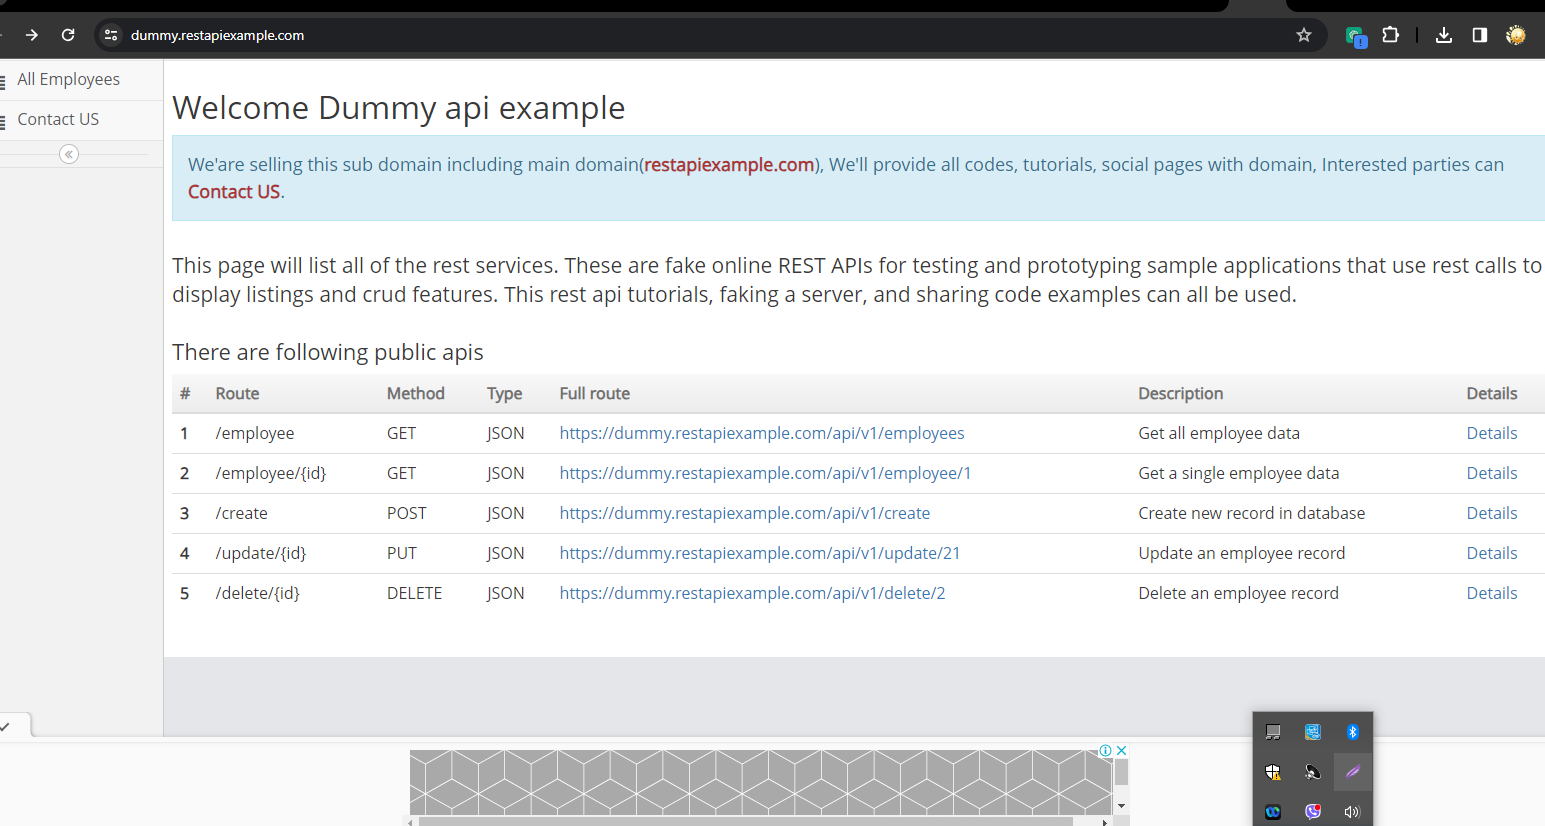 dummy.restapiexample.com
All Employees
Contact US
Welcome Dummy api example
We'are selling this sub domain including main domain(restapiexample.com), We'll provide all codes, tutorials, social pages with domain, Interested parties can
Contact US.
This page will list all of the rest services. These are fake online REST APIs for testing and prototyping sample applications that use rest calls to
display listings and crud features. This rest api tutorials, faking a server, and sharing code examples can all be used.
There are following public apis
# Route Method Type Full route Description Details
1 /employee GET JSON https://dummy.restapiexample.com/api/v1/employees Get all employee data Details
2 /employee/{id} GET JSON https://dummy.restapiexample.com/api/v1/employee/1 Get a single employee data Details
3 /create POST JSON https://dummy.restapiexample.com/api/v1/create Create new record in database Details
4 /update/{id} PUT JSON https://dummy.restapiexample.com/api/v1/update/21 Update an employee record Details
5 /delete/{id} DELETE JSON https://dummy.restapiexample.com/api/v1/delete/2 Delete an employee record Details